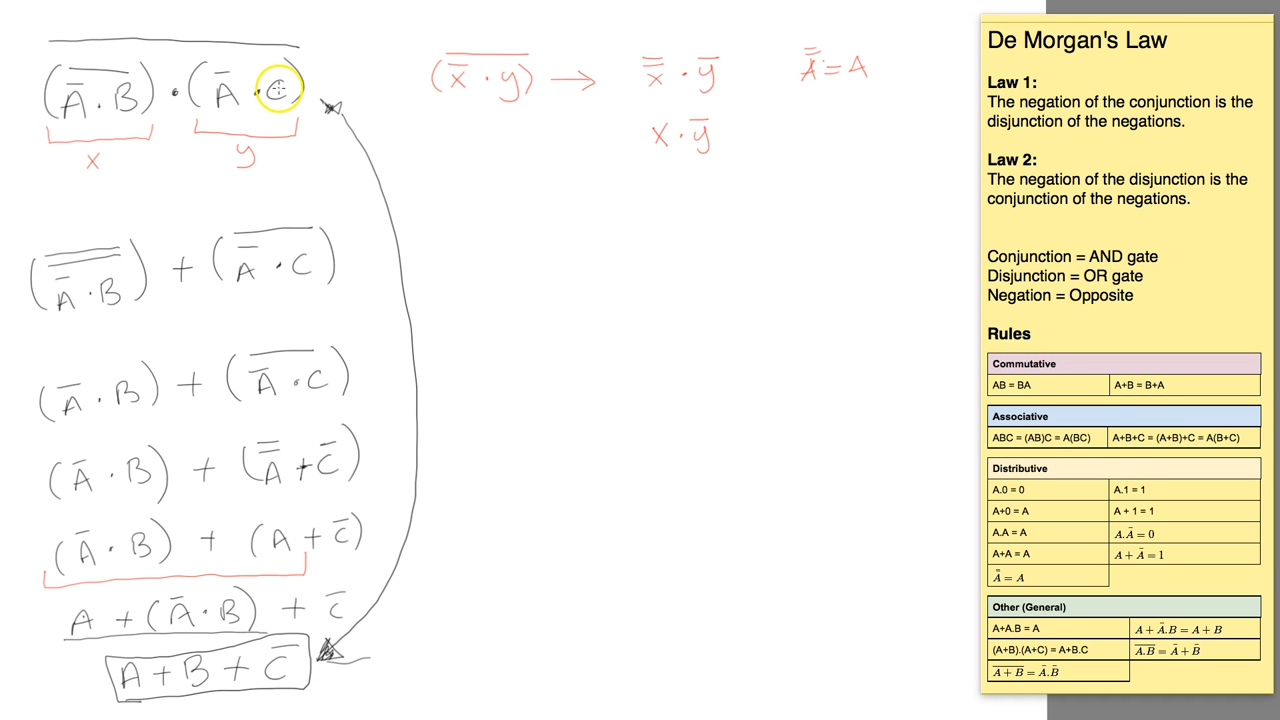 (A̿̅ · B̅) · (A̅ · C)
x
y
(A̅ · B) + (A̅ · C)
(A̅ · B) + (A̅ · C)
(A̅ · B) + (A̿ + C̅)
(A̅ · B) + (A + C̅)
A + (A̅ · B) + C̅
A + B + C̅
(x̅ · y) → x̿ · y̅
x · y̅
A̿ = A
De Morgan's Law
Law 1:
The negation of the conjunction is the
disjunction of the negations.
Law 2:
The negation of the disjunction is the
conjunction of the negations.
Conjunction = AND gate
Disjunction = OR gate
Negation = Opposite
Rules
Commutative
AB = BA A+B = B+A
Associative
ABC = (AB)C = A(BC) A+B+C = (A+B)+C = A(B+C)
Distributive
A.0 = 0 A.1 = 1
A+0 = A A + 1 = 1
A.A = A A.A̅ = 0
A+A = A A + A̅ = 1
A̿ = A
Other (General)
A+A.B = A A + A̅.B = A + B
(A+B).(A+C) = A+B.C A̅.̅B̅ = A̅ + B̅
A̅ ̅+̅ ̅B̅ = A̅.B̅